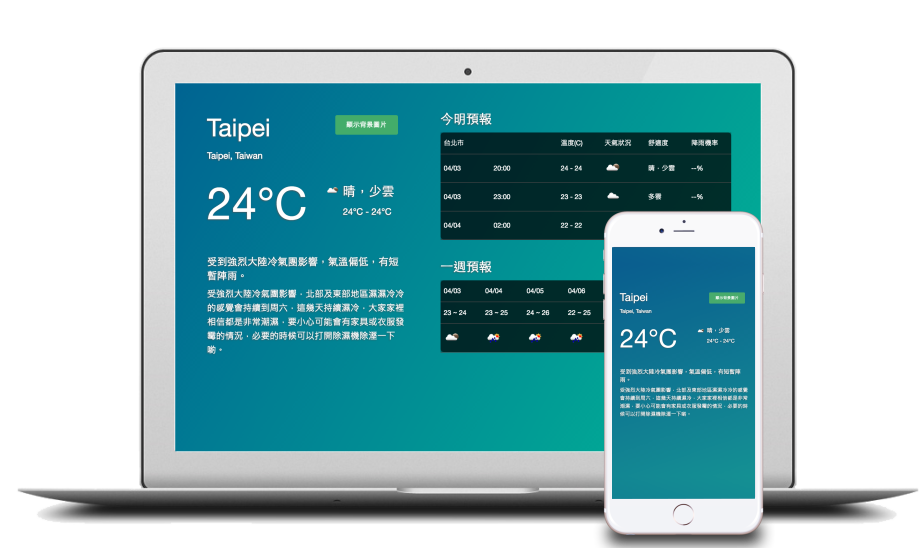 Taipei
顯示背景圖片
Taipei, Taiwan
24°C
晴，少雲
24°C - 24°C
受到強烈大陸冷氣團影響，氣溫偏低，有短
暫陣雨。
受強烈大陸冷氣團影響，北部及東部地區濕濕冷冷
的感覺會持續到周六，這幾天持續濕冷，大家家裡
相信都是非常潮濕，要小心可能會有家具或衣服發
霉的情況，必要的時候可以打開除濕機除溼一下
喲。
今明預報
台北市 溫度(C) 天氣狀況 舒適度 降雨機率
04/03 20:00 24 - 24 晴，少雲 --%
04/03 23:00 23 - 23 多雲 --%
04/04 02:00 22 - 22
一週預報
04/03 04/04 04/05 04/06
23 ~ 24 23 ~ 25 24 ~ 26 22 ~ 25
Taipei
顯示背景圖片
Taipei, Taiwan
24°C
晴，少雲
24°C - 24°C
受到強烈大陸冷氣團影響，氣溫偏低，有短暫陣
雨。
受強烈大陸冷氣團影響，北部及東部地區濕濕冷冷的感覺
會持續到周六，這幾天持續濕冷，大家家裡相信都是非常
潮濕，要小心可能會有家具或衣服發霉的情況，必要的時
候可以打開除濕機除溼一下喲。